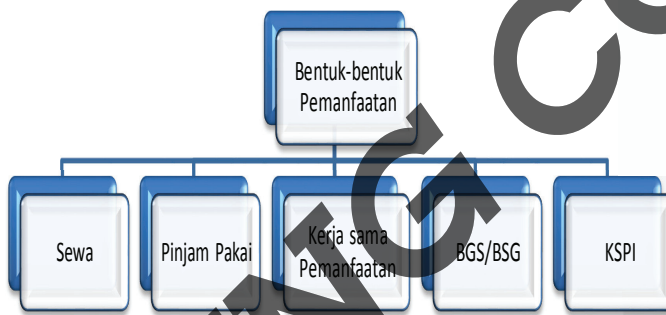 Bentuk-bentuk
Pemanfaatan
Sewa
Pinjam Pakai
Kerja sama
Pemanfaatan
BGS/BSG
KSPI